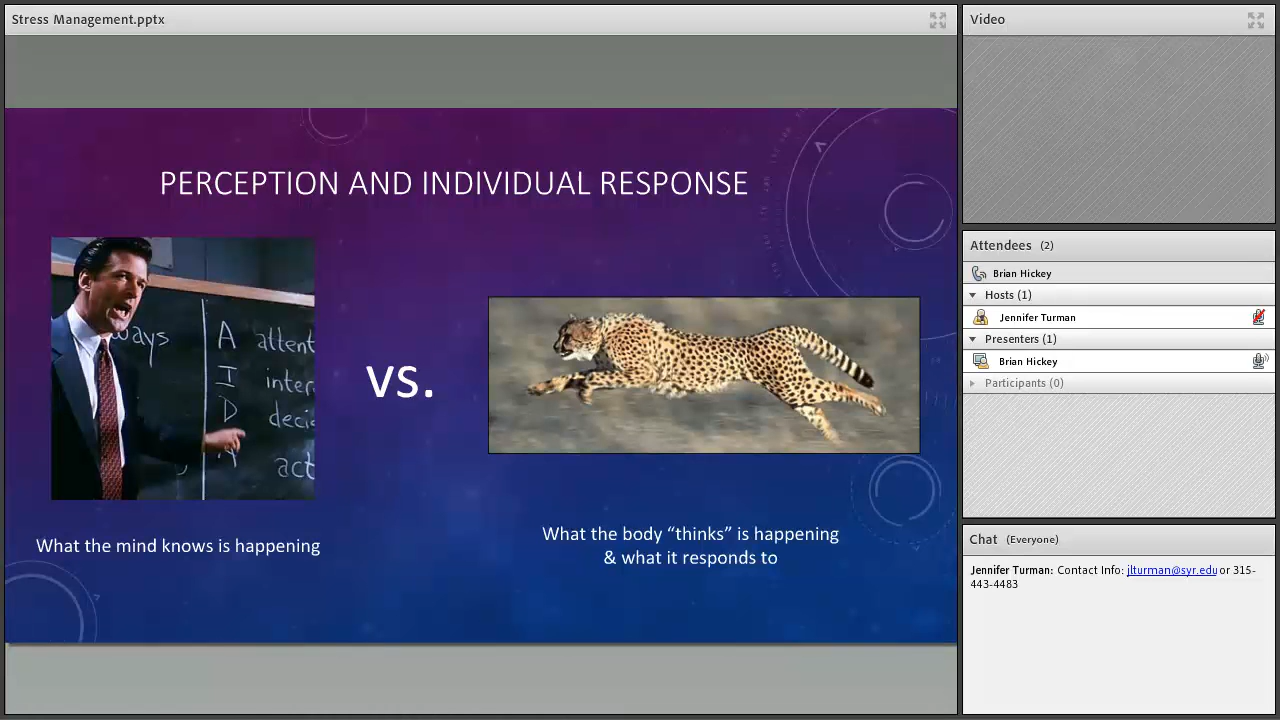 Stress Management.pptx
PERCEPTION AND INDIVIDUAL RESPONSE
ways
A attent
I inter
D deci
A act
vs.
What the mind knows is happening
What the body “thinks” is happening
& what it responds to
Video
Attendees (2)
Brian Hickey
Hosts (1)
Jennifer Turman
Presenters (1)
Brian Hickey
Participants (0)
Chat (Everyone)
Jennifer Turman: Contact Info: jlturman@syr.edu or 315-
443-4483